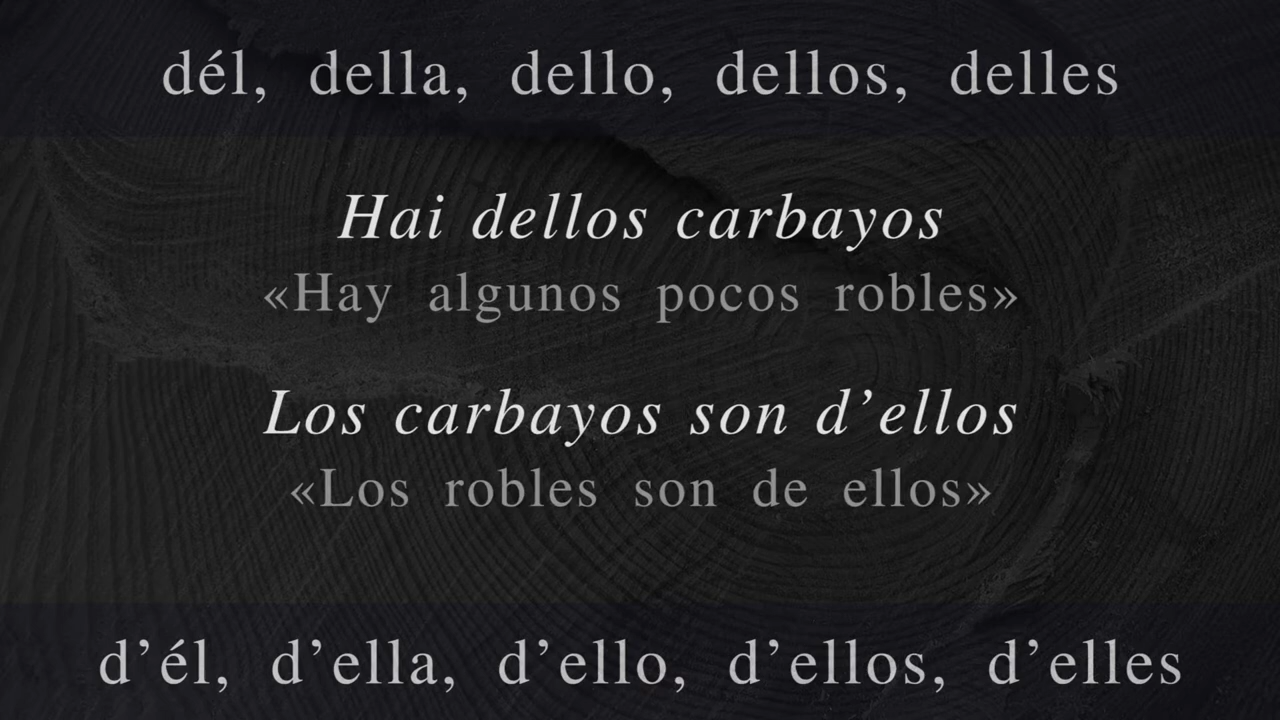 dél, della, dello, dellos, delles
Hai dellos carbayos
«Hay algunos pocos robles»
Los carbayos son d’ellos
«Los robles son de ellos»
d’él, d’ella, d’ello, d’ellos, d’elles